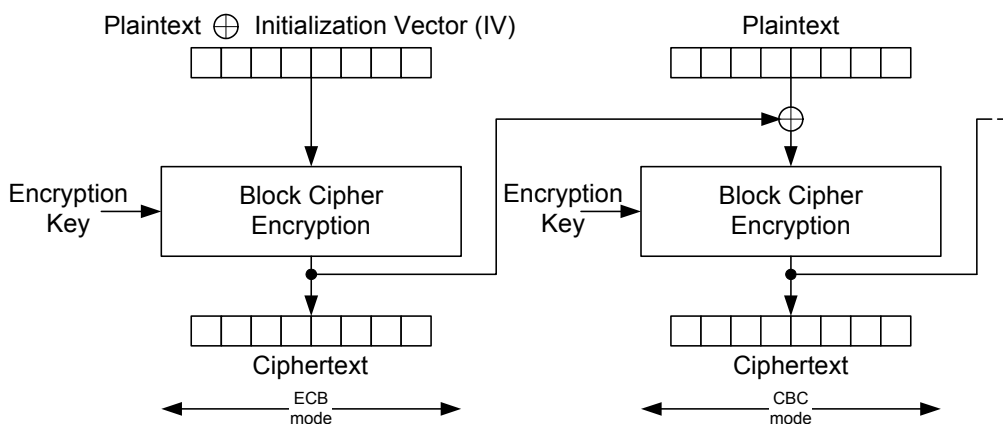 Plaintext ⊕ Initialization Vector (IV)
Plaintext
Encryption
Key
Block Cipher
Encryption
Encryption
Key
Block Cipher
Encryption
Ciphertext
Ciphertext
ECB
mode
CBC
mode